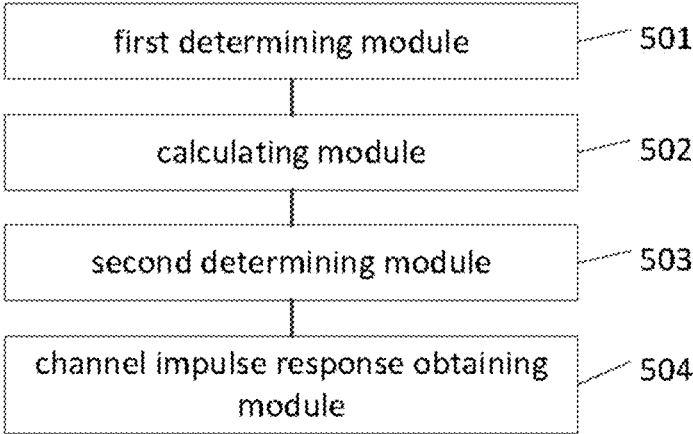 first determining module 501
calculating module 502
second determining module 503
channel impulse response obtaining
module 504